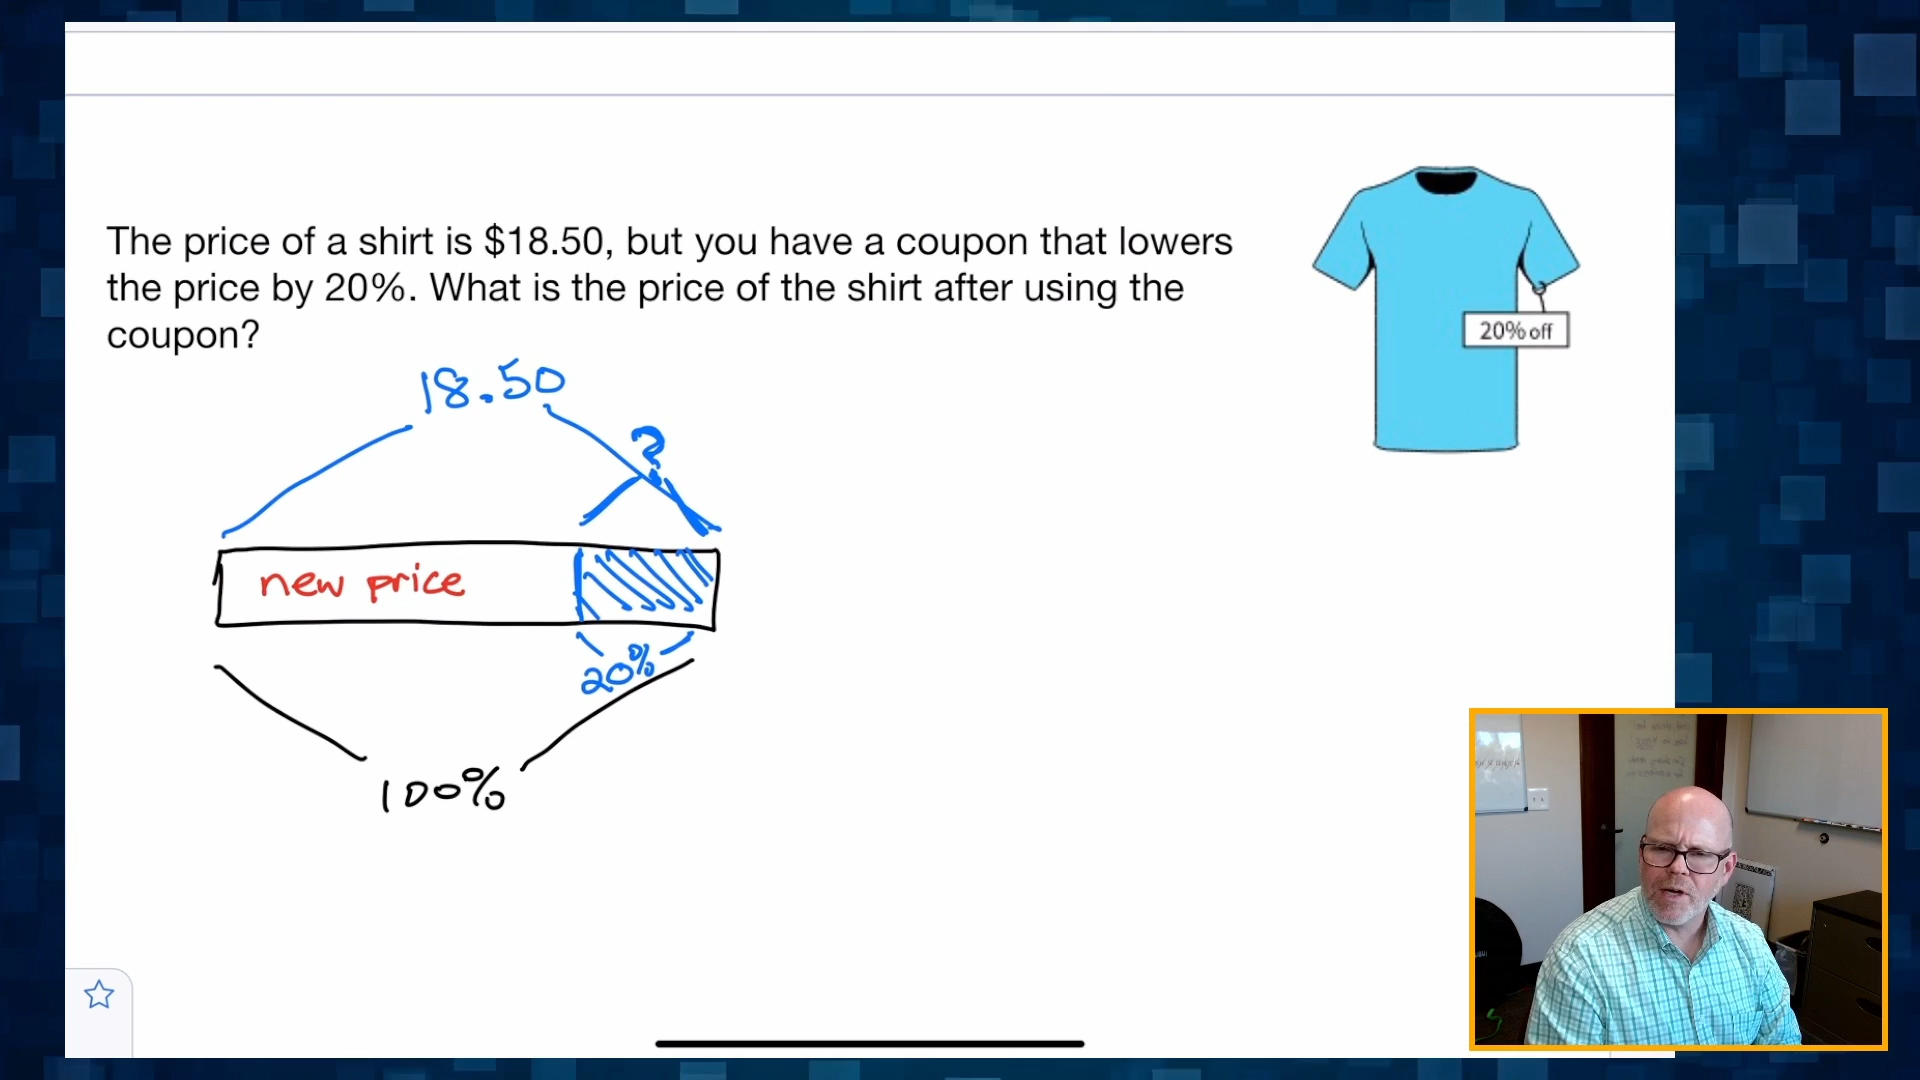 The price of a shirt is $18.50, but you have a coupon that lowers
the price by 20%. What is the price of the shirt after using the
coupon?
20% off
18.50
?
new price
20%
100%